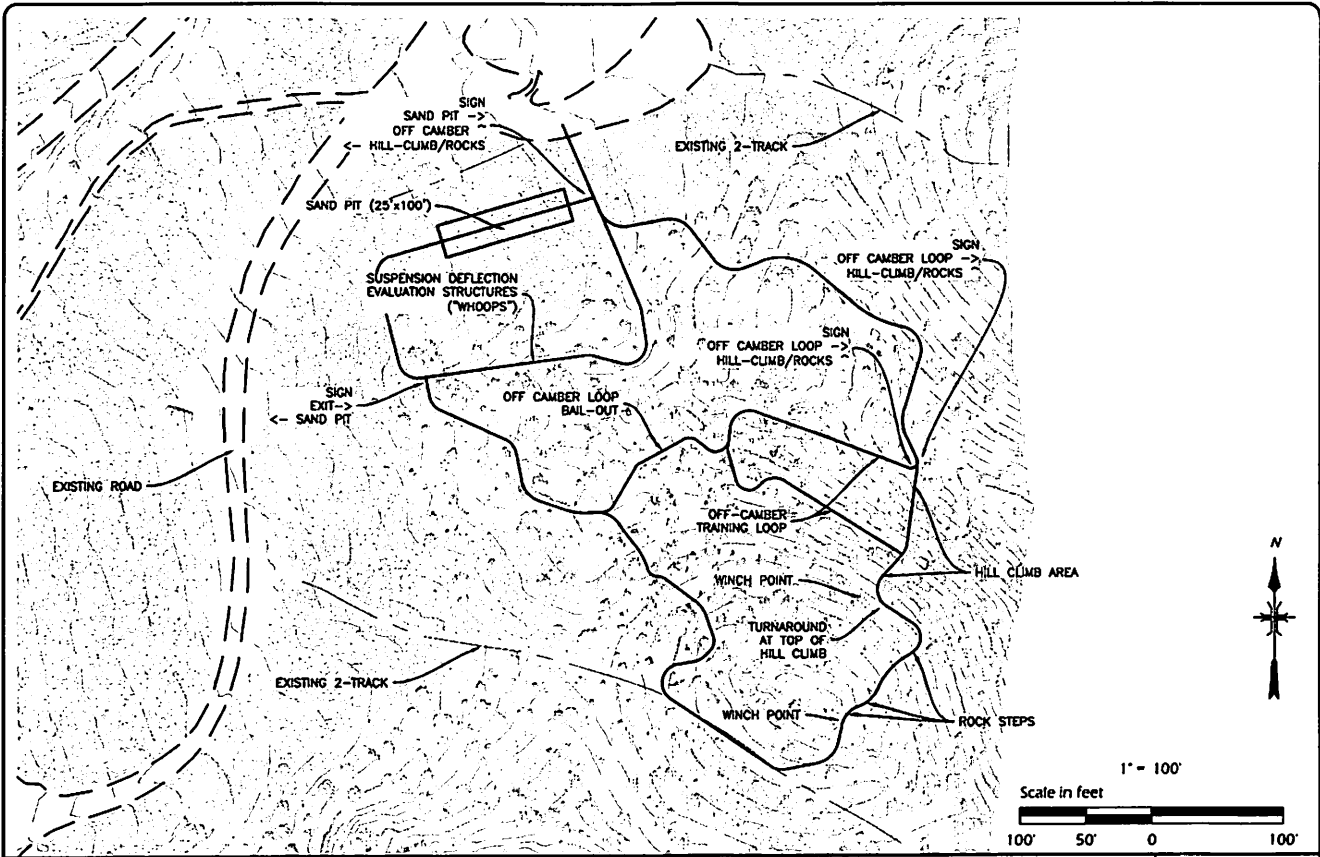 SIGN
SAND PIT ->
OFF CAMBER
<- HILL-CLIMB/ROCKS
EXISTING 2-TRACK
SAND PIT (25'x100')
SIGN
OFF CAMBER LOOP ->
HILL-CLIMB/ROCKS
SUSPENSION DEFLECTION
EVALUATION STRUCTURES
("WHOOPS")
SIGN
OFF CAMBER LOOP ->
HILL-CLIMB/ROCKS
SIGN
EXIT->
<- SAND PIT
OFF CAMBER LOOP
BAIL-OUT
EXISTING ROAD
OFF-CAMBER
TRAINING LOOP
N
WINCH POINT
HILL CLIMB AREA
TURNAROUND
AT TOP OF
HILL CLIMB
EXISTING 2-TRACK
WINCH POINT
ROCK STEPS
1" = 100'
Scale in feet
100' 50' 0 100'